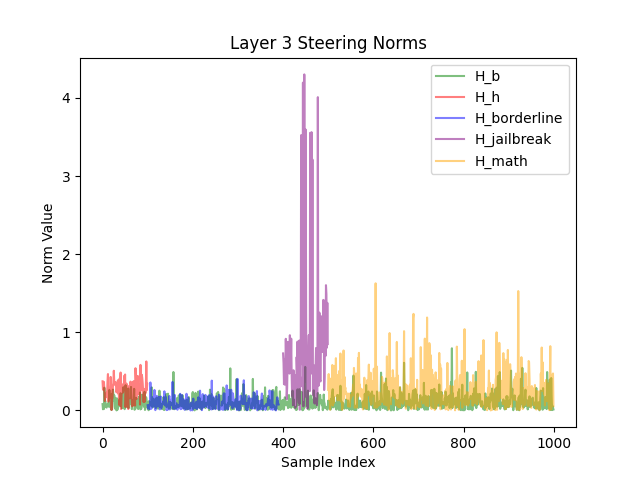 Layer 3 Steering Norms
H_b
H_h
H_borderline
H_jailbreak
H_math
Norm Value
4
3
2
1
0
0 200 400 600 800 1000
Sample Index